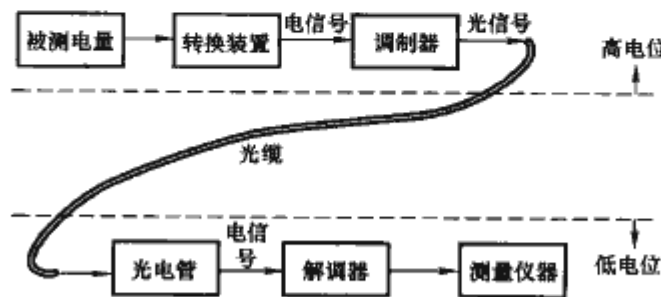 被测电量
转换装置
电信号
调制器
光信号
高电位
光缆
光电管
电信
号
解调器
测量仪器
低电位